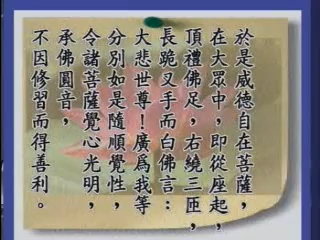 於是威德自在菩薩，
在大眾中，即從座起，
頂禮佛足，右繞三匝，
長跪叉手而白佛言：
大悲世尊！廣為我等
分別如是隨順覺性，
令諸菩薩覺心光明，
承佛圓音，
不因修習而得善利。